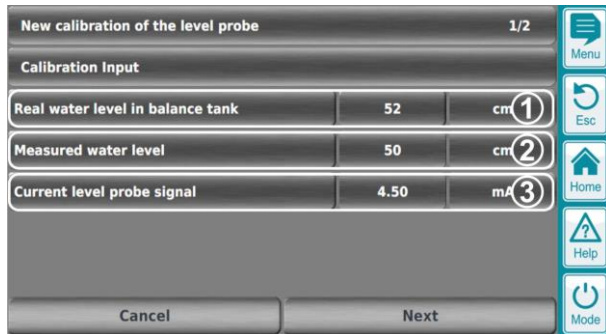 New calibration of the level probe 1/2
Calibration Input
Real water level in balance tank 52 cm 1
Measured water level 50 cm 2
Current level probe signal 4.50 mA 3
Cancel Next
Menu
Esc
Home
?
Help
Mode